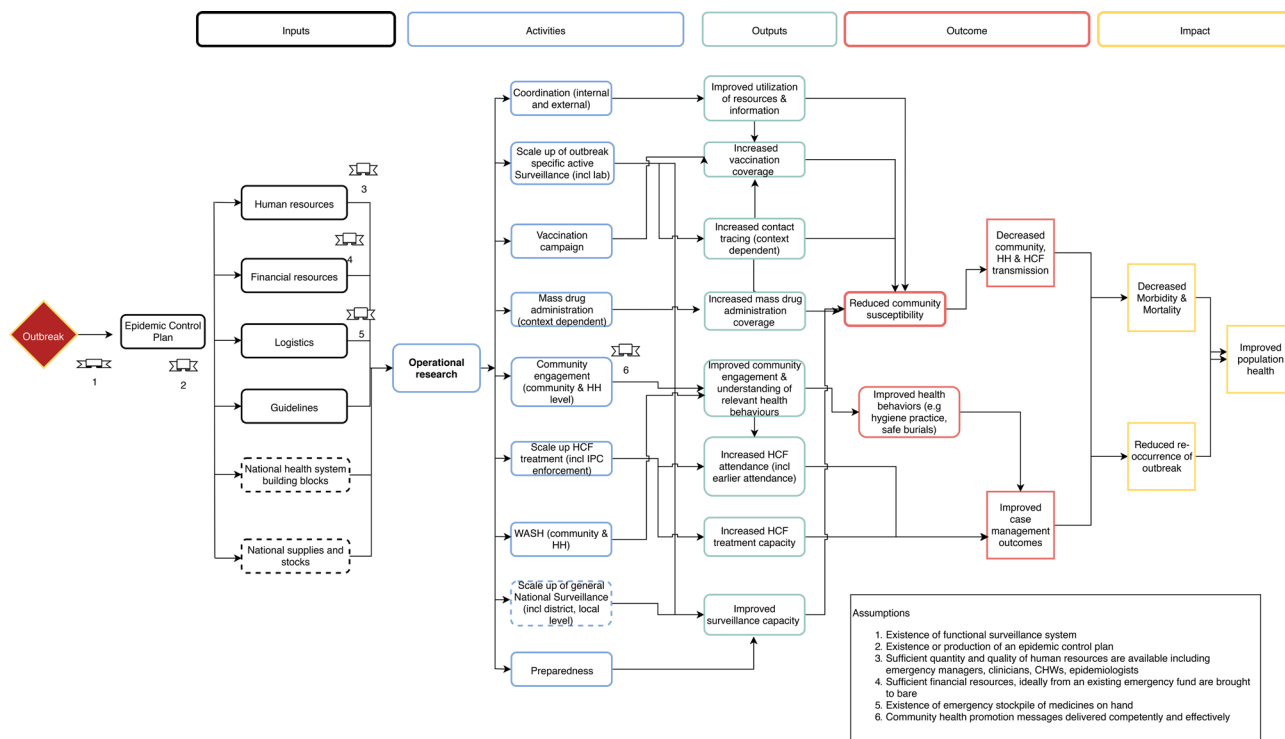 Inputs
Activities
Outputs
Outcome
Impact
Coordination (internal
and external)
Improved utilization
of resources &
information
Scale up of outbreak
specific active
Surveillance (incl lab)
Increased
vaccination
coverage
3
Human resources
Vaccination
campaign
Increased contact
tracing (context
dependent)
Decreased
community,
HH & HCF
transmission
4
Financial resources
Mass drug
administration
(context dependent)
Increased mass drug
administration
coverage
Reduced community
susceptibility
Decreased
Morbidity &
Mortality
Outbreak
1
Epidemic Control
Plan
2
Logistics
5
Operational
research
Community
engagement
(community & HH
level)
6
Improved community
engagement &
understanding of
relevant health
behaviours
Improved health
behaviors (e.g
hygiene practice,
safe burials)
Improved
population
health
Guidelines
Scale up HCF
treatment (incl IPC
enforcement)
Increased HCF
attendance (incl
earlier attendance)
Reduced re-
occurrence of
outbreak
National health system
building blocks
WASH (community &
HH)
Increased HCF
treatment capacity
Improved
case
management
outcomes
National supplies and
stocks
Scale up of general
National Surveillance
(incl district, local
level)
Improved
surveillance capacity
Preparedness
Assumptions
1. Existence of functional surveillance system
2. Existence or production of an epidemic control plan
3. Sufficient quantity and quality of human resources are available including
emergency managers, clinicians, CHWs, epidemiologists
4. Sufficient financial resources, ideally from an existing emergency fund are brought
to bare
5. Existence of emergency stockpile of medicines on hand
6. Community health promotion messages delivered competently and effectively